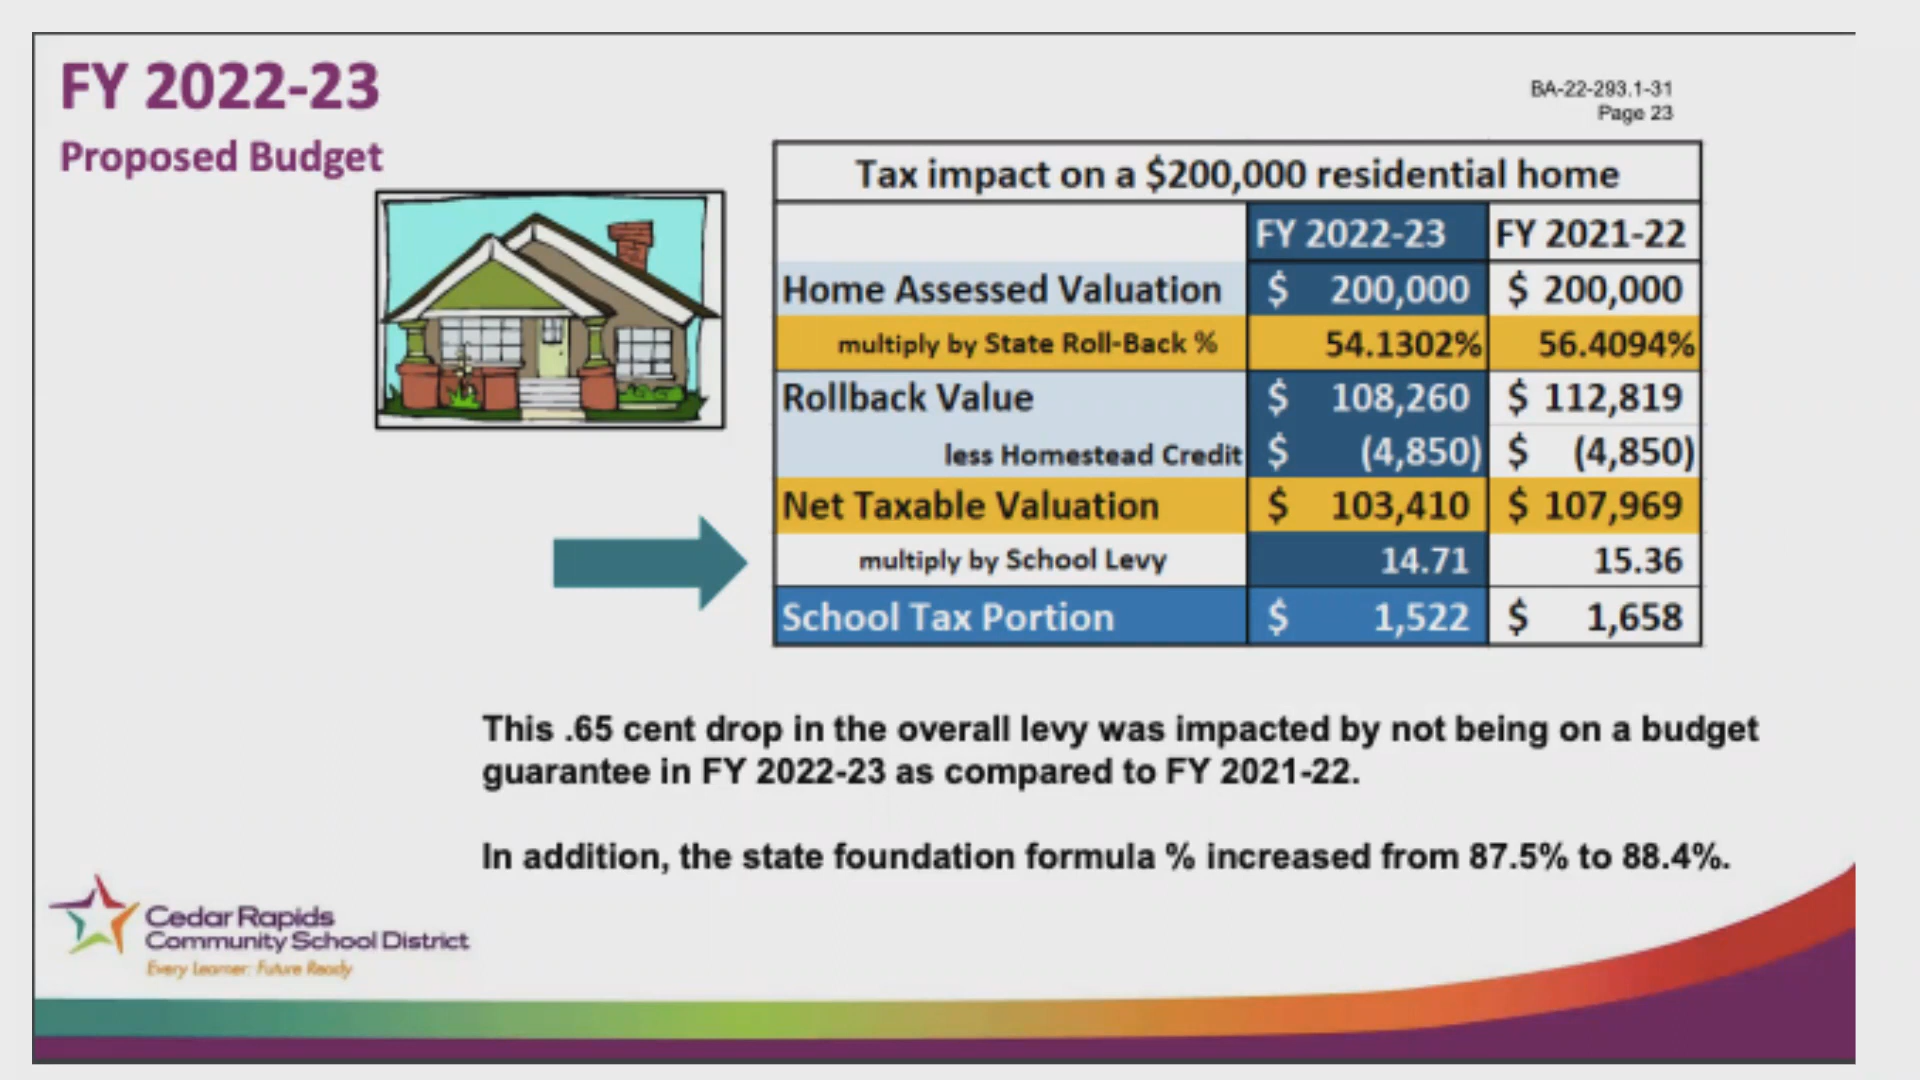 FY 2022-23
Proposed Budget
BA-22-293.1-31
Page 23
Tax impact on a $200,000 residential home
FY 2022-23 FY 2021-22
Home Assessed Valuation $ 200,000 $ 200,000
multiply by State Roll-Back % 54.1302% 56.4094%
Rollback Value $ 108,260 $ 112,819
less Homestead Credit $ (4,850) $ (4,850)
Net Taxable Valuation $ 103,410 $ 107,969
multiply by School Levy 14.71 15.36
School Tax Portion $ 1,522 $ 1,658
This .65 cent drop in the overall levy was impacted by not being on a budget
guarantee in FY 2022-23 as compared to FY 2021-22.
In addition, the state foundation formula % increased from 87.5% to 88.4%.
Cedar Rapids
Community School District
Every Learner: Future Ready